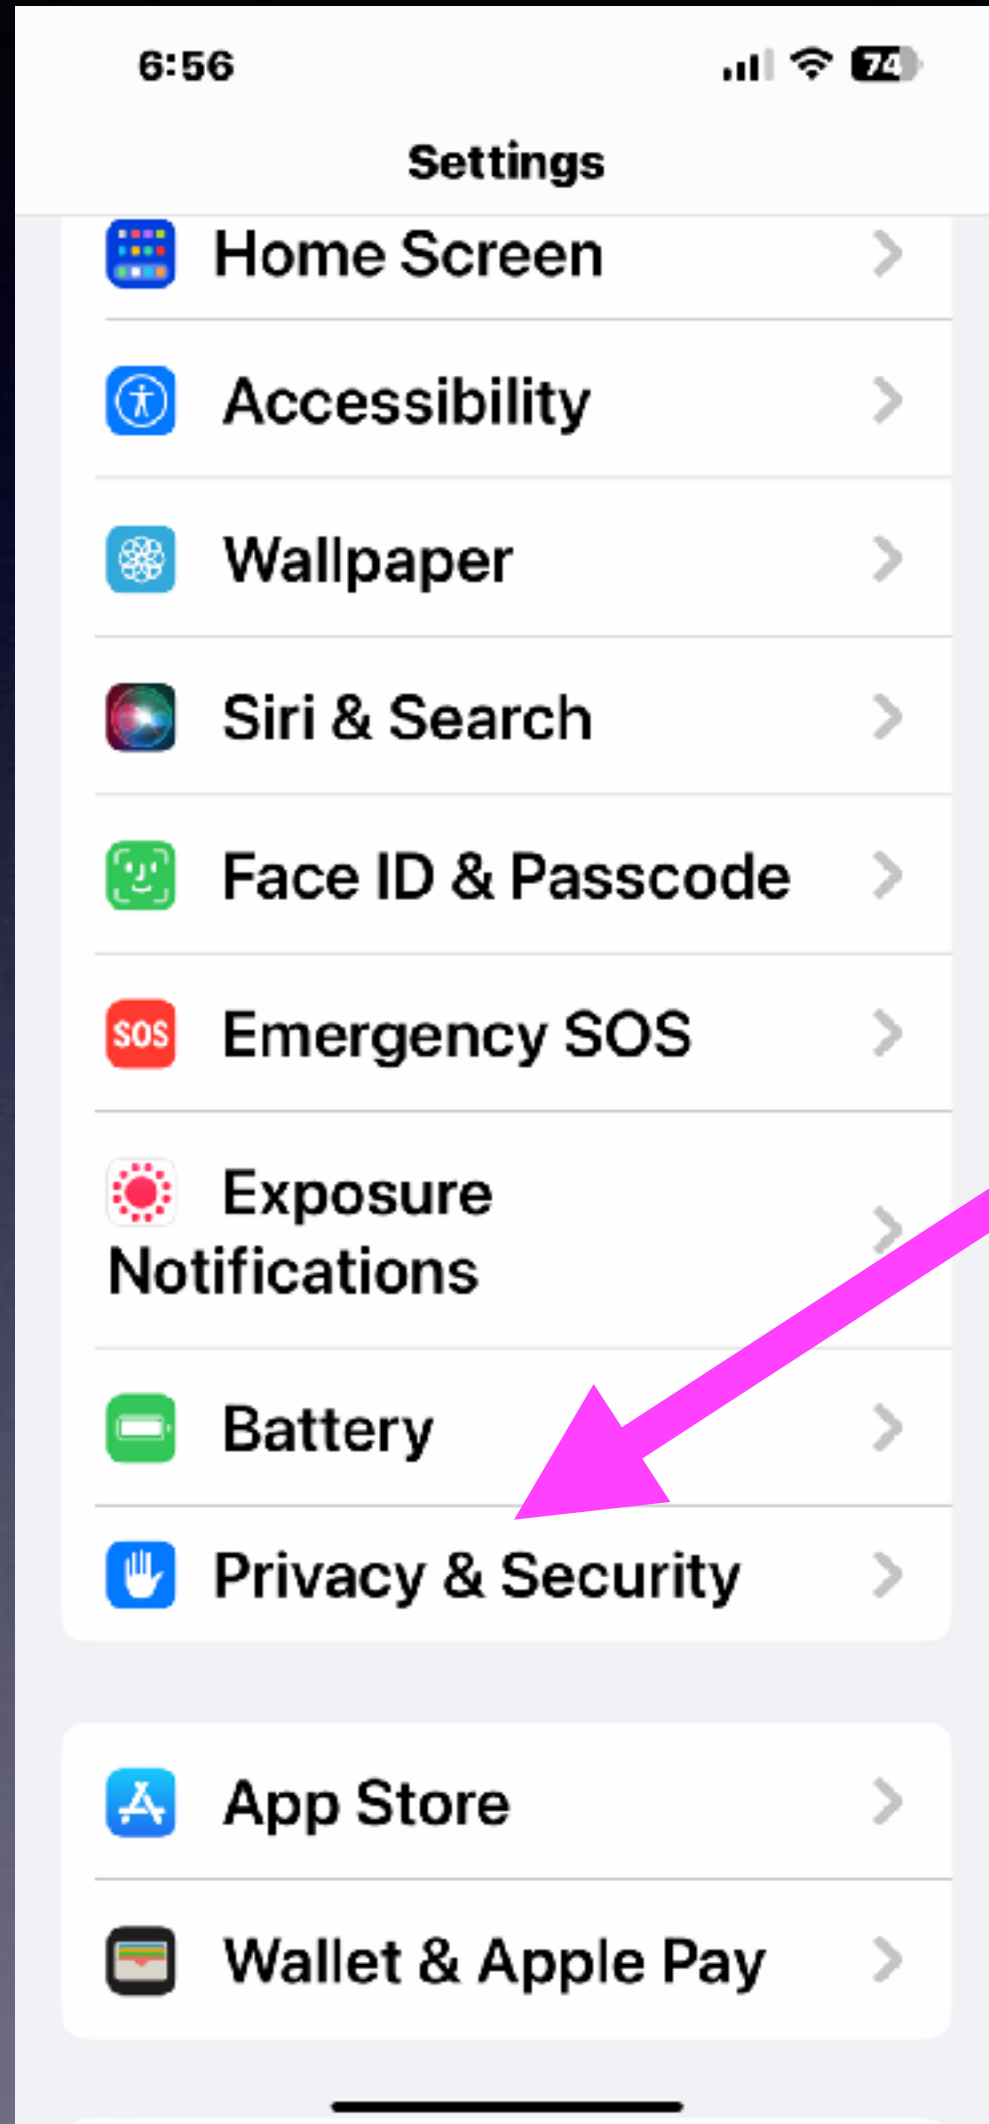 6:56
74
Settings
Home Screen
Accessibility
Wallpaper
Siri & Search
Face ID & Passcode
SOS
Emergency SOS
Exposure
Notifications
Battery
Privacy & Security
App Store
Wallet & Apple Pay